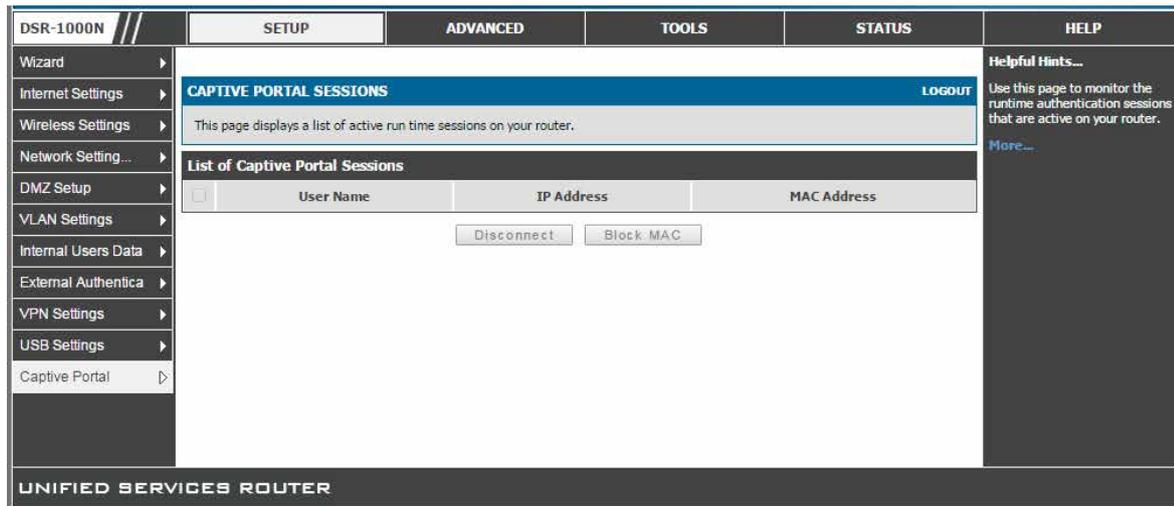 DSR-1000N
SETUP
ADVANCED
TOOLS
STATUS
HELP
Wizard
Internet Settings
Wireless Settings
Network Setting...
DMZ Setup
VLAN Settings
Internal Users Data
External Authentica
VPN Settings
USB Settings
Captive Portal
CAPTIVE PORTAL SESSIONS
LOGOUT
This page displays a list of active run time sessions on your router.
List of Captive Portal Sessions
User Name
IP Address
MAC Address
Disconnect
Block MAC
Helpful Hints...
Use this page to monitor the
runtime authentication sessions
that are active on your router.
More...
UNIFIED SERVICES ROUTER